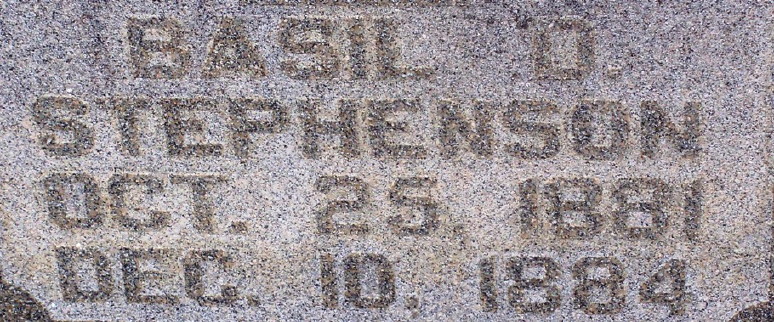 BASIL D.
STEPHENSON
OCT. 25. 1881
DEC. 10. 1884